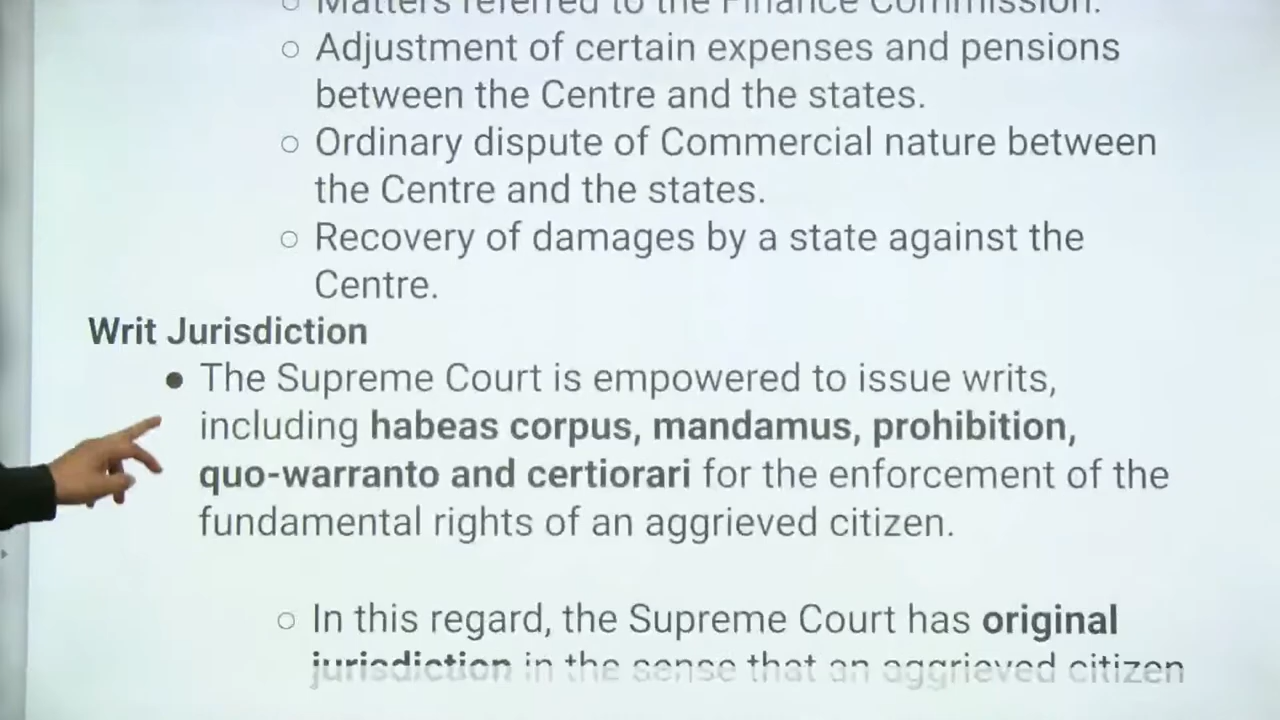 ○ Matters referred to the Finance Commission.
○ Adjustment of certain expenses and pensions
between the Centre and the states.
○ Ordinary dispute of Commercial nature between
the Centre and the states.
○ Recovery of damages by a state against the
Centre.
Writ Jurisdiction
● The Supreme Court is empowered to issue writs,
including habeas corpus, mandamus, prohibition,
quo-warranto and certiorari for the enforcement of the
fundamental rights of an aggrieved citizen.
○ In this regard, the Supreme Court has original
jurisdiction in the sense that an aggrieved citizen